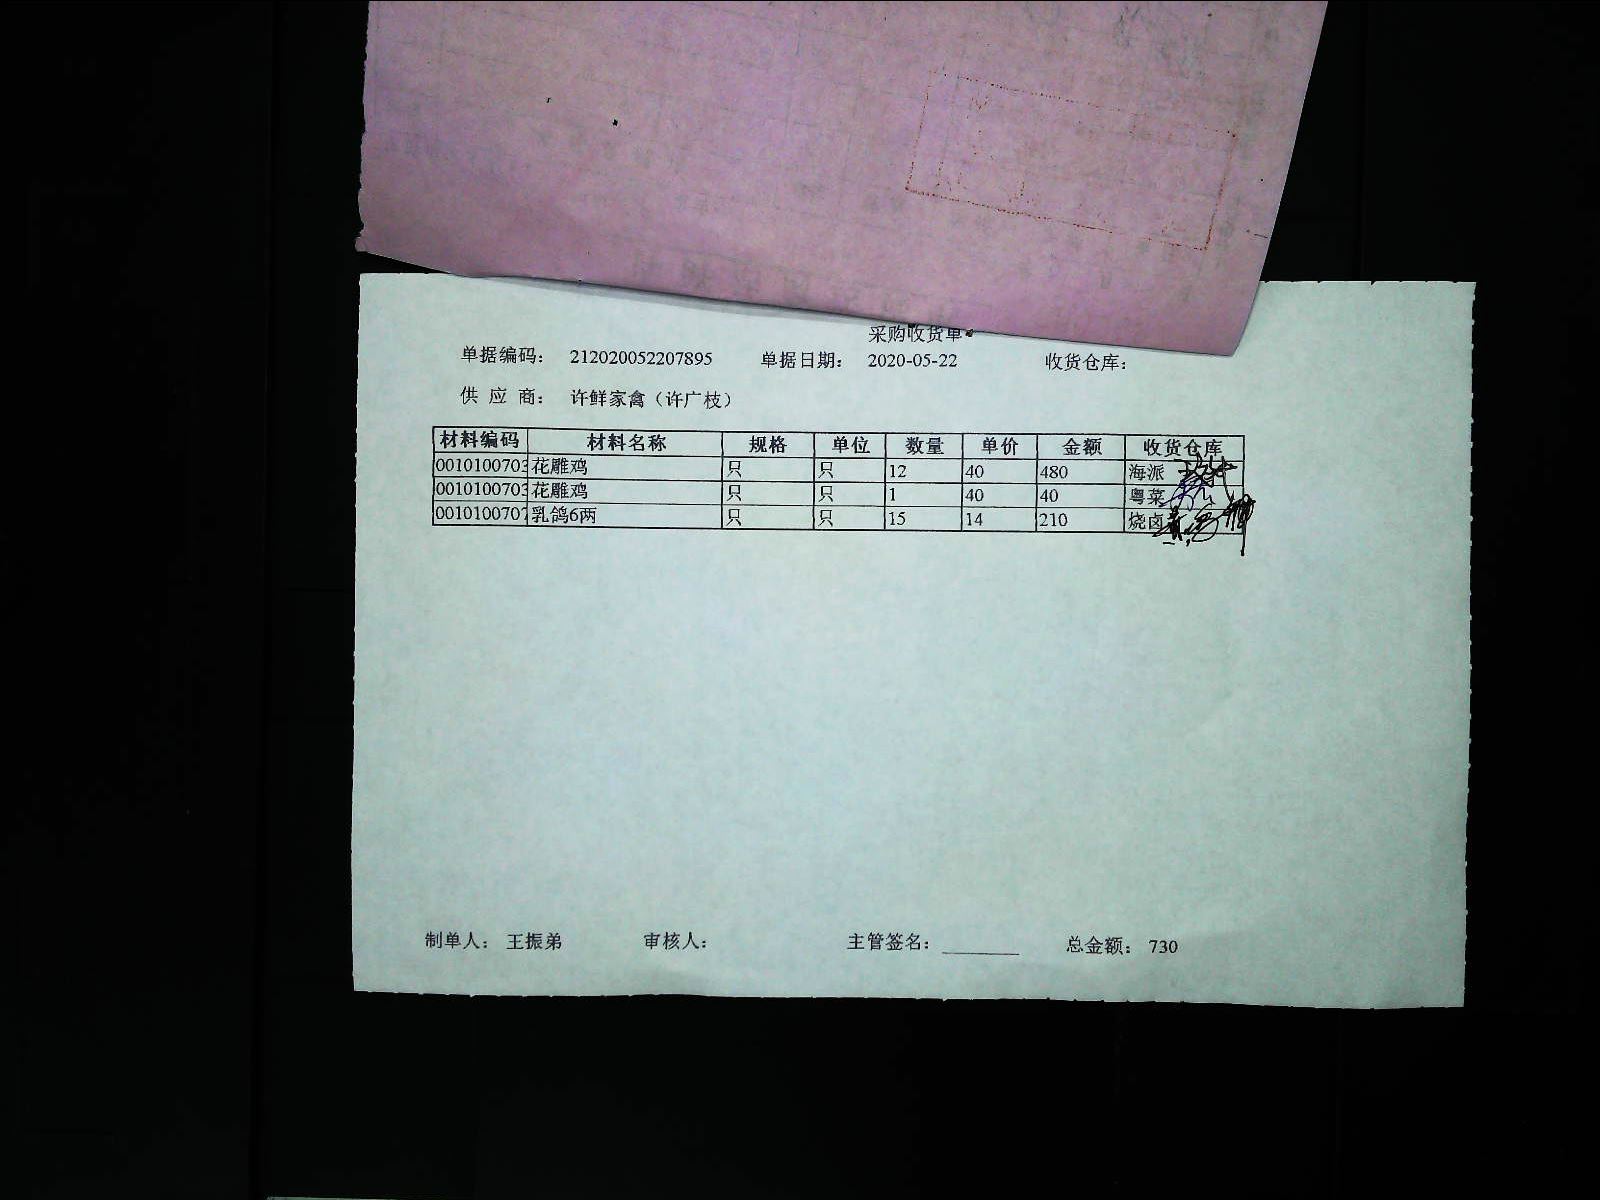 采购收货单
单据编码： 212020052207895 单据日期： 2020-05-22 收货仓库：
供 应 商： 许鲜家禽（许广枝）
材料编码 材料名称 规格 单位 数量 单价 金额 收货仓库
0010100703 花雕鸡 只 只 12 40 480 海派
0010100703 花雕鸡 只 只 1 40 40 粤菜
0010100707 乳鸽6两 只 只 15 14 210 烧卤
制单人： 王振弟 审核人： 主管签名： 总金额： 730